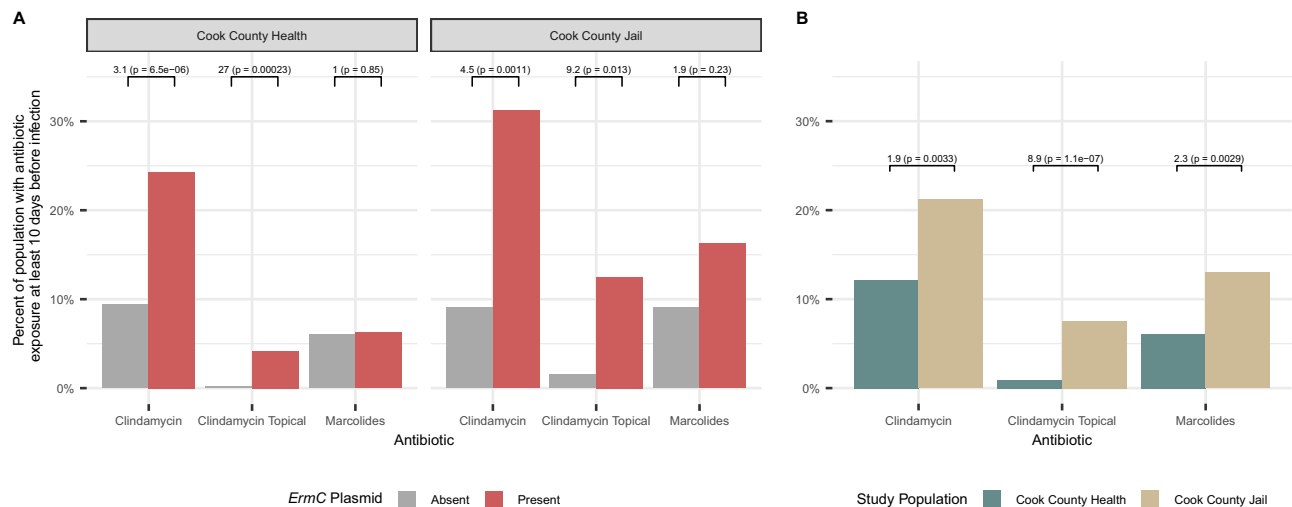 A
B
Cook County Health
Cook County Jail
3.1 (p = 6.5e−06)
27 (p = 0.00023)
1 (p = 0.85)
4.5 (p = 0.0011)
9.2 (p = 0.013)
1.9 (p = 0.23)
1.9 (p = 0.0033)
8.9 (p = 1.1e−07)
2.3 (p = 0.0029)
Percent of population with antibiotic
exposure at least 10 days before infection
30%
20%
10%
0%
30%
20%
10%
0%
Clindamycin
Clindamycin Topical
Marcolides
Clindamycin
Clindamycin Topical
Marcolides
Antibiotic
Clindamycin
Clindamycin Topical
Marcolides
Antibiotic
ErmC Plasmid
Absent
Present
Study Population
Cook County Health
Cook County Jail